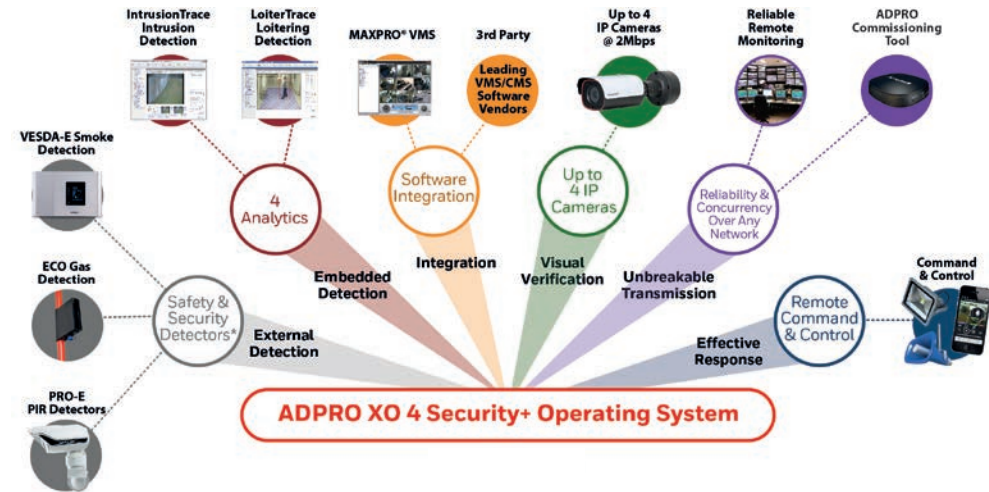 IntrusionTrace
Intrusion
Detection
LoiterTrace
Loitering
Detection
MAXPRO® VMS
3rd Party
Leading
VMS/CMS
Software
Vendors
Up to 4
IP Cameras
@ 2Mbps
Reliable
Remote
Monitoring
ADPRO
Commissioning
Tool
VESDA-E Smoke
Detection
4
Analytics
Software
Integration
Up to
4 IP
Cameras
Reliability &
Concurrency
Over Any
Network
ECO Gas
Detection
Safety &
Security
Detectors*
External
Detection
Embedded
Detection
Integration
Visual
Verification
Unbreakable
Transmission
Effective
Response
Remote
Command
& Control
Command
& Control
PRO-E
PIR Detectors
ADPRO XO 4 Security+ Operating System